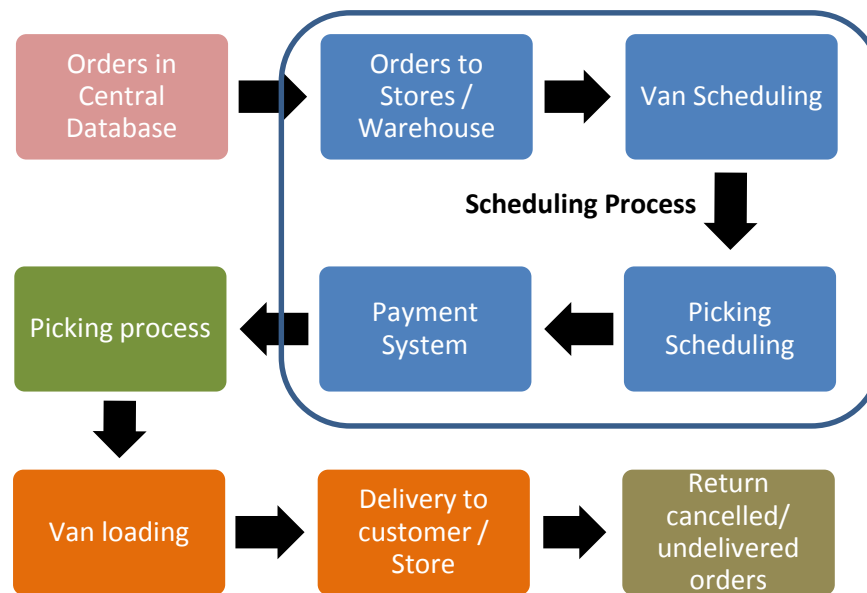 Orders in
Central
Database
Orders to
Stores /
Warehouse
Van Scheduling
Scheduling Process
Picking process
Payment
System
Picking
Scheduling
Van loading
Delivery to
customer /
Store
Return
cancelled/
undelivered
orders